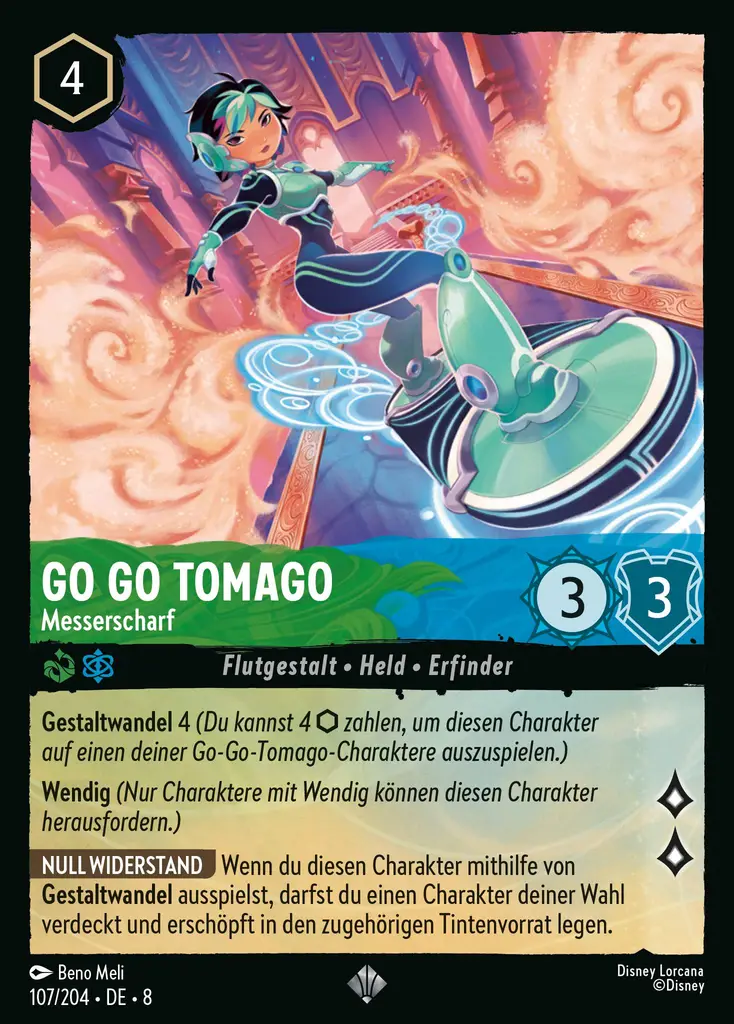 4
GO GO TOMAGO
Messerscharf
3
3
Flutgestalt • Held • Erfinder
Gestaltwandel 4 (Du kannst 4 ⬡ zahlen, um diesen Charakter
auf einen deiner Go-Go-Tomago-Charaktere auszuspielen.)
Wendig (Nur Charaktere mit Wendig können diesen Charakter
herausfordern.)
NULL WIDERSTAND Wenn du diesen Charakter mithilfe von
Gestaltwandel ausspielst, darfst du einen Charakter deiner Wahl
verdeckt und erschöpft in den zugehörigen Tintenvorrat legen.
Beno Meli
107/204 • DE • 8
Disney Lorcana
©Disney